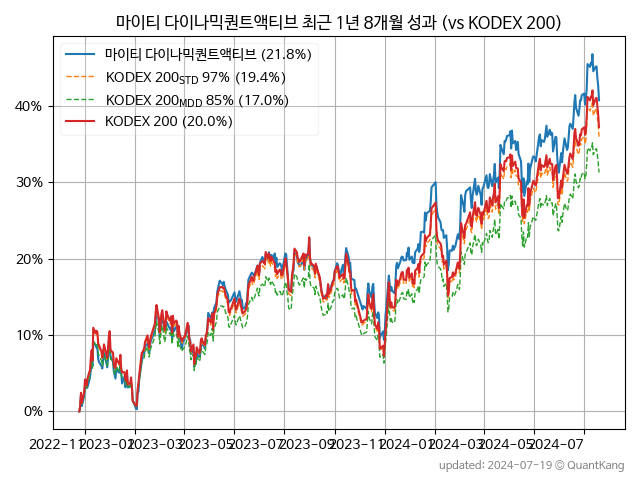 마이티 다이나믹퀀트액티브 최근 1년 8개월 성과 (vs KODEX 200)
마이티 다이나믹퀀트액티브 (21.8%)
KODEX 200STD 97% (19.4%)
KODEX 200MDD 85% (17.0%)
KODEX 200 (20.0%)
40%
30%
20%
10%
0%
2022-11 2023-01 2023-03 2023-05 2023-07 2023-09 2023-11 2024-01 2024-03 2024-05 2024-07
updated: 2024-07-19 © QuantKang